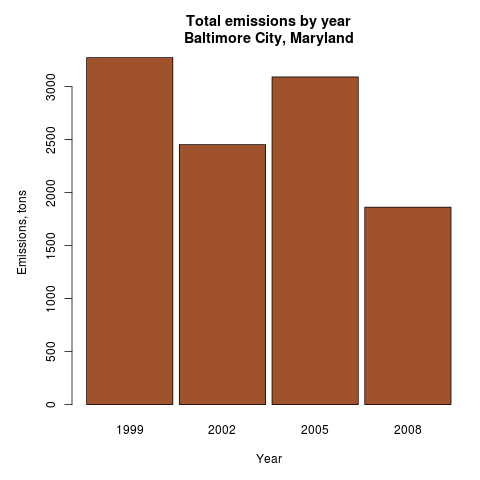 Total emissions by year
Baltimore City, Maryland
Emissions, tons
3000
2500
2000
1500
1000
500
0
1999 2002 2005 2008
Year